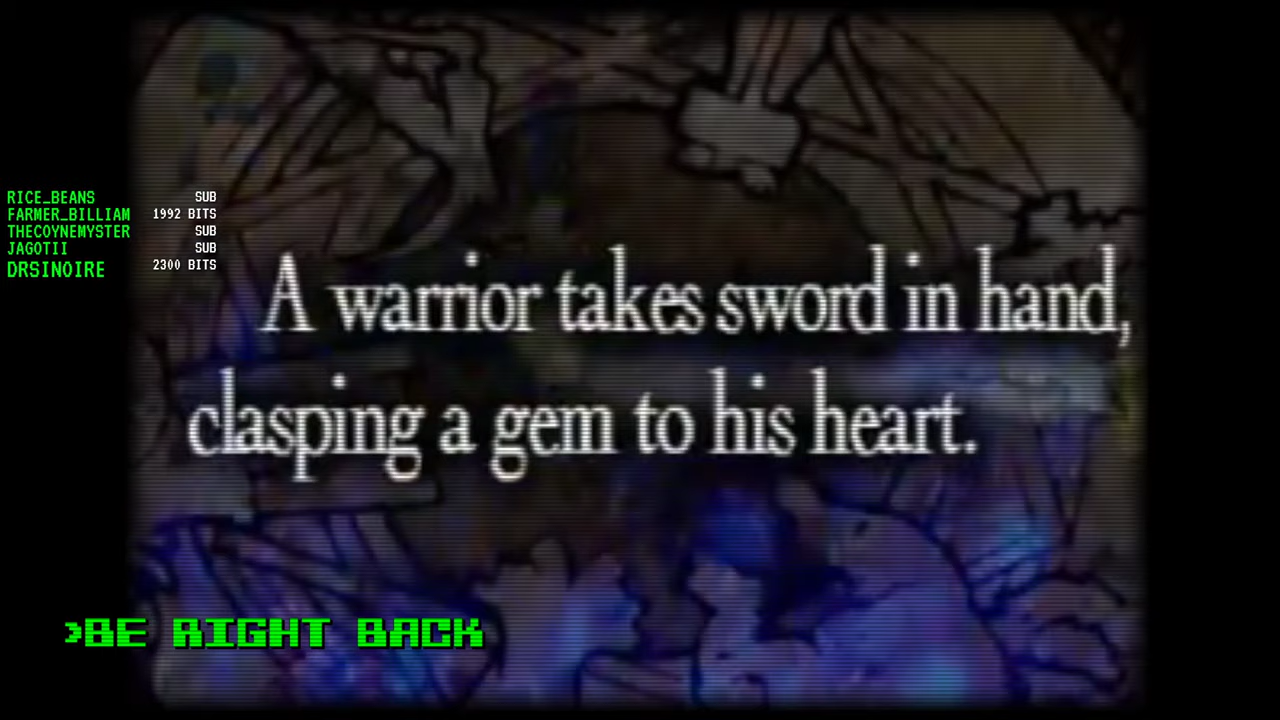 RICE_BEANS SUB
FARMER_BILLIAM 1992 BITS
THECOYNEMYSTER SUB
JAGOTII SUB
DRSINOIRE 2300 BITS
A warrior takes sword in hand,
clasping a gem to his heart.
>BE RIGHT BACK